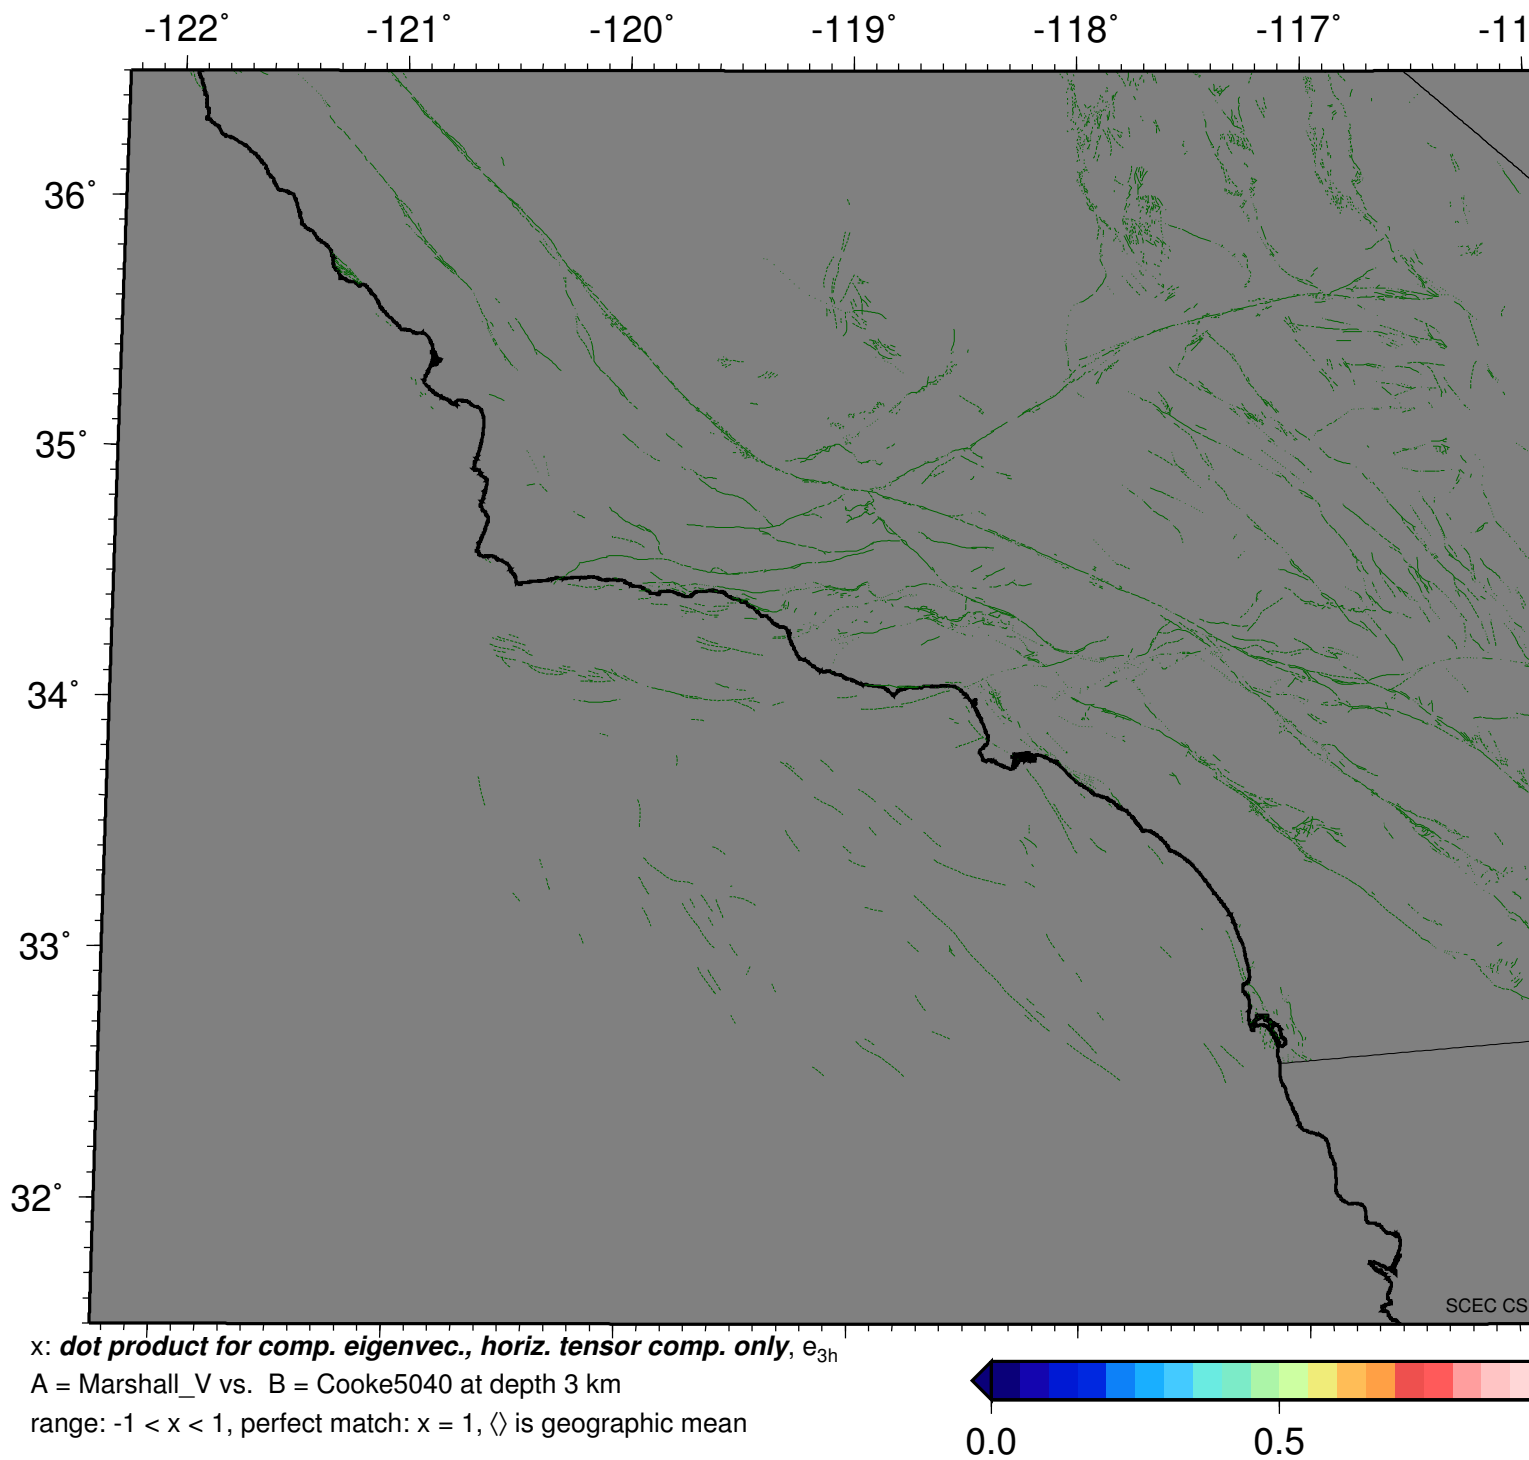 -122° -121° -120° -119° -118° -117° -11
36°
35°
34°
33°
32°
SCEC CS
x: dot product for comp. eigenvec., horiz. tensor comp. only, e3h
A = Marshall_V vs. B = Cooke5040 at depth 3 km
range: -1 < x < 1, perfect match: x = 1, ⟨⟩ is geographic mean
0.0 0.5